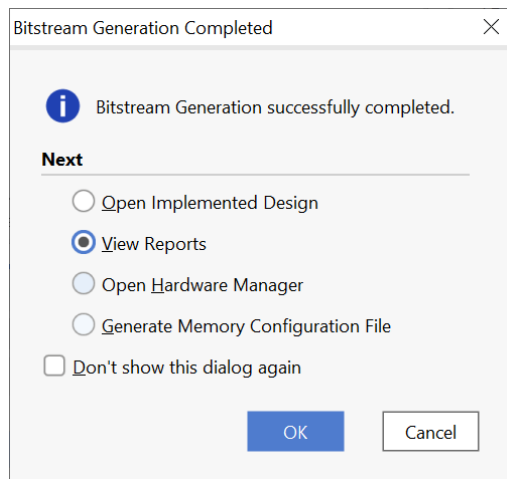 Bitstream Generation Completed
Bitstream Generation successfully completed.
Next
Open Implemented Design
View Reports
Open Hardware Manager
Generate Memory Configuration File
Don't show this dialog again
OK
Cancel